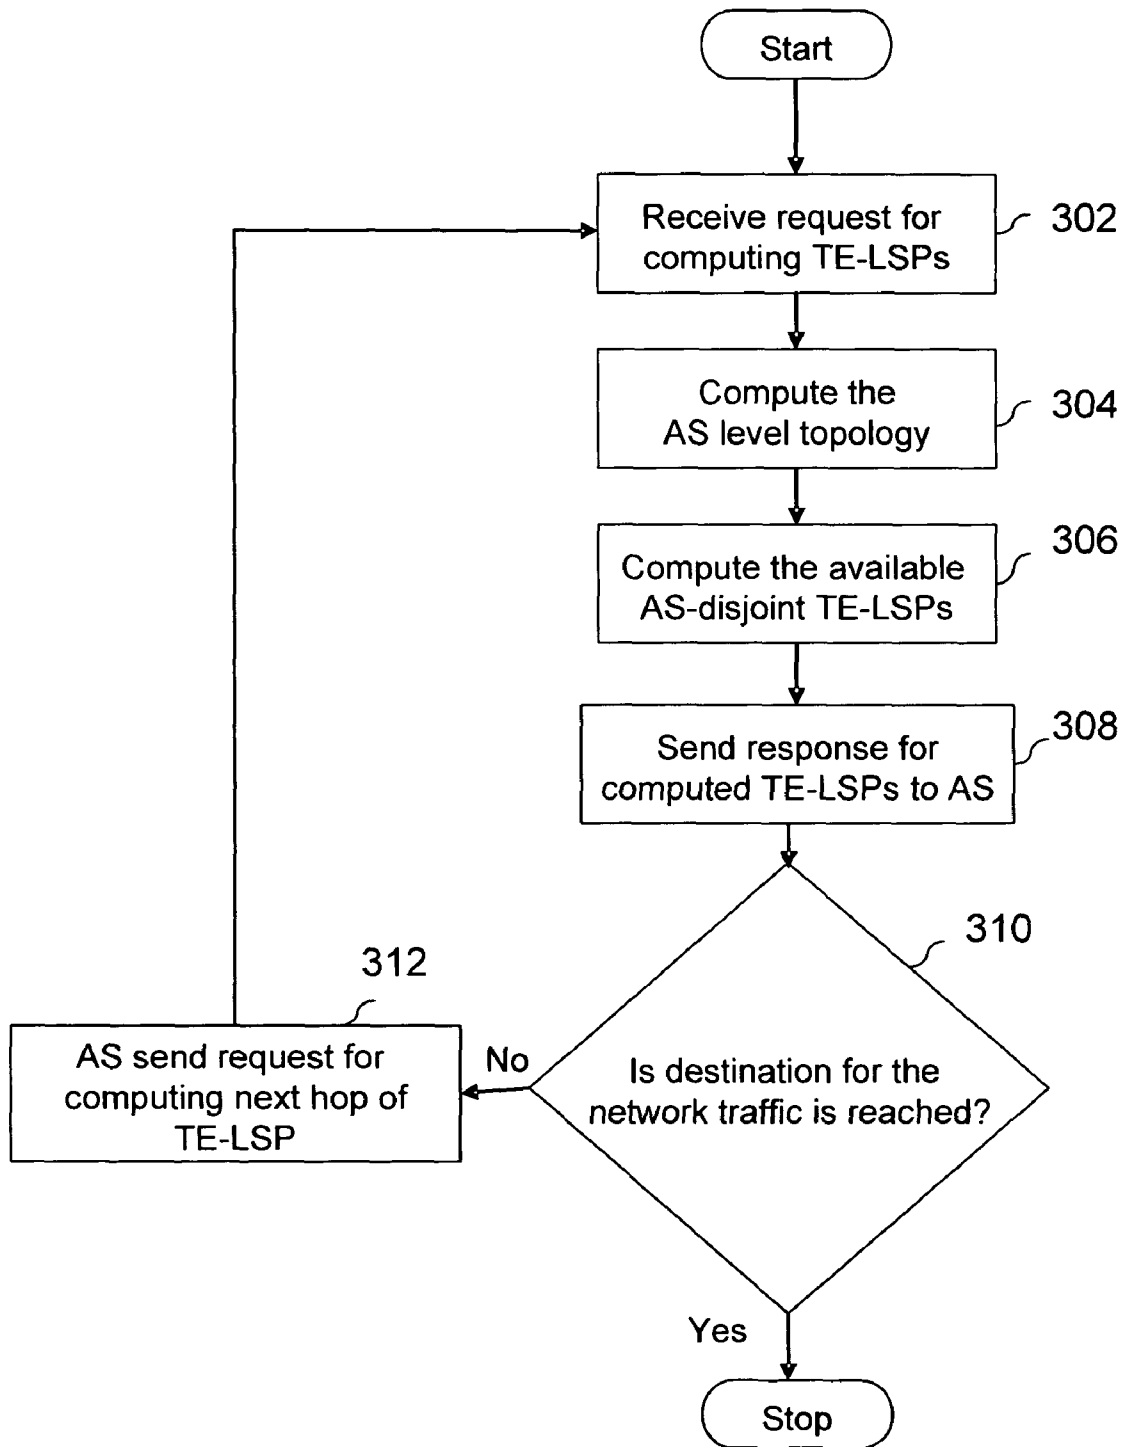 Start
Receive request for
computing TE-LSPs
302
Compute the
AS level topology
304
Compute the available
AS-disjoint TE-LSPs
306
Send response for
computed TE-LSPs to AS
308
310
Is destination for the
network traffic is reached?
No
312
AS send request for
computing next hop of
TE-LSP
Yes
Stop